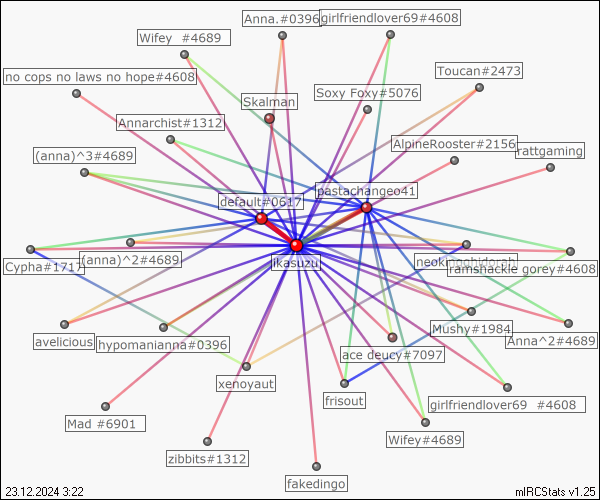 Anna.#0396
girlfriendlover69#4608
Wifey  #4689
Toucan#2473
no cops no laws no hope#4608
Soxy Foxy#5076
Skalman
Annarchist#1312
AlpineRooster#2156
rattgaming
(anna)^3#4689
pastachangeo41
default#0617
ikasuzu
(anna)^2#4689
Cypha#1717
neokingghidorah
ramshackle gorey#4608
Mushy#1984
Anna^2#4689
avelicious
hypomanianna#0396
ace deucy#7097
xenoyaut
frisout
girlfriendlover69  #4608
Mad #6901
Wifey#4689
zibbits#1312
fakedingo
23.12.2024 3:22
mIRCStats v1.25